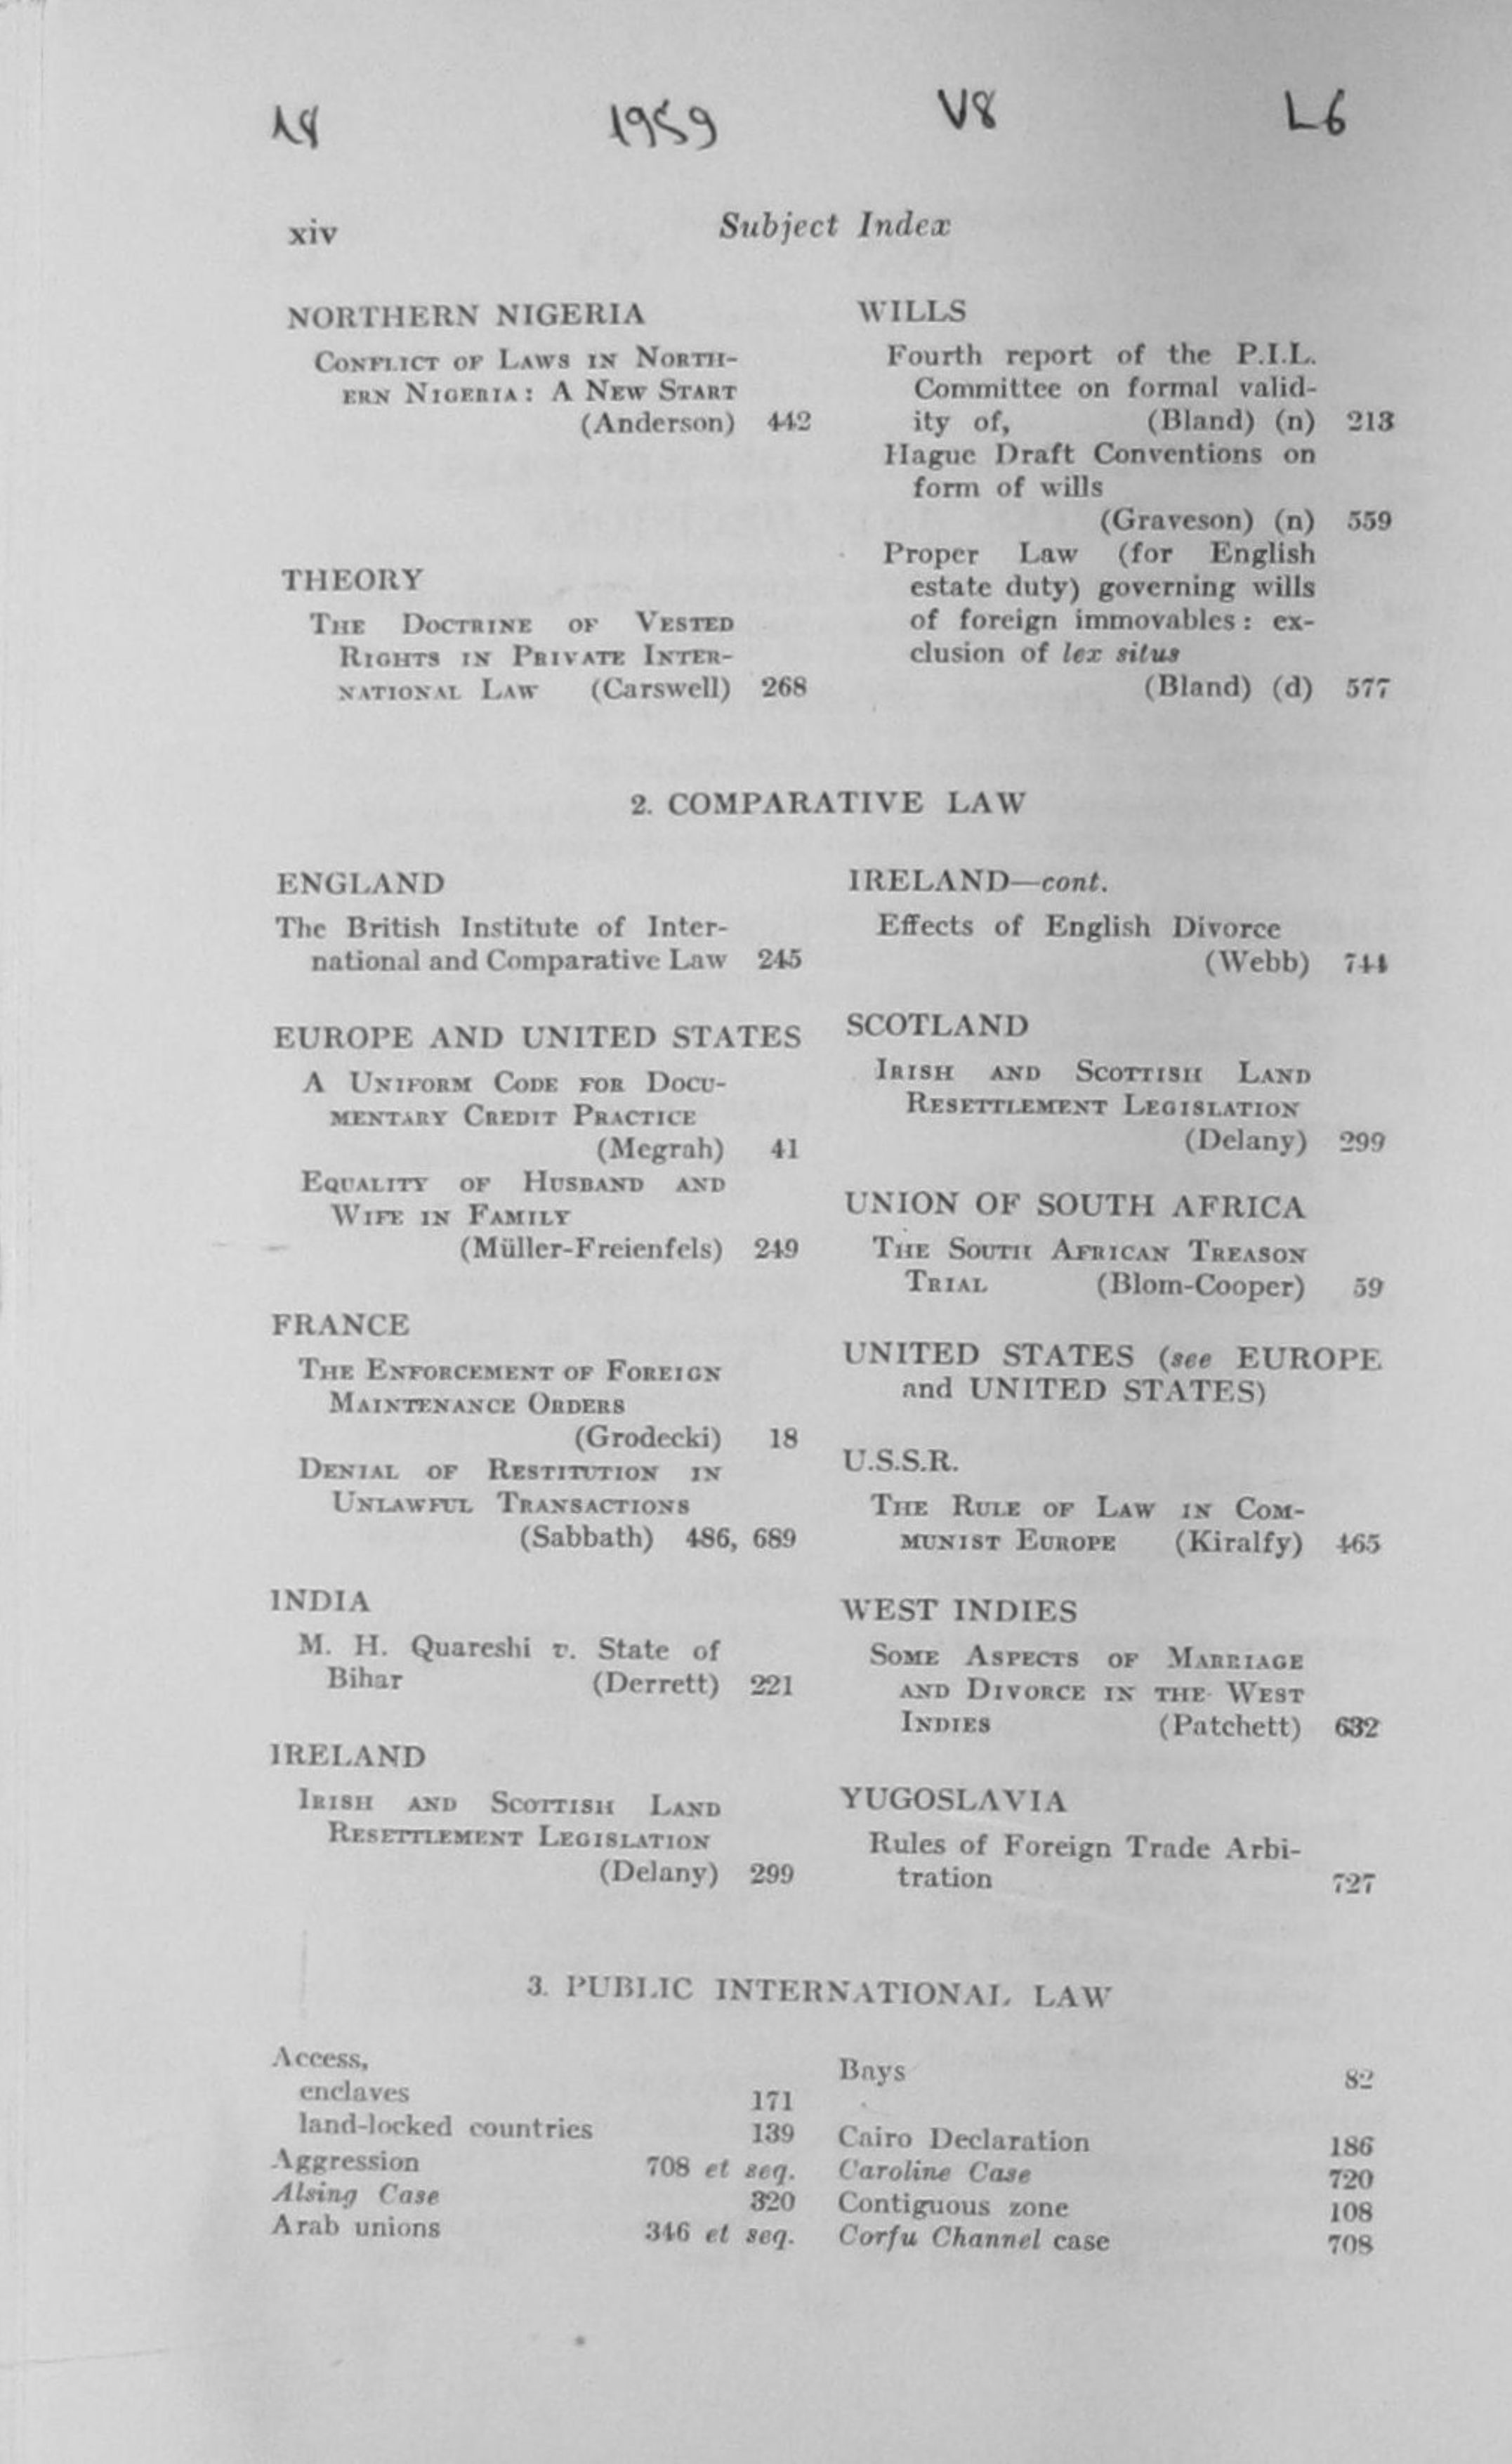 18 1959 V8 L6
xiv Subject Index
NORTHERN NIGERIA
CONFLICT OF LAWS IN NORTH-
ERN NIGERIA: A NEW START
(Anderson) 442
THEORY
THE DOCTRINE OF VESTED
RIGHTS IN PRIVATE INTER-
NATIONAL LAW (Carswell) 268
WILLS
Fourth report of the P.I.L.
Committee on formal valid-
ity of, (Bland) (n) 213
Hague Draft Conventions on
form of wills
(Graveson) (n) 559
Proper Law (for English
estate duty) governing wills
of foreign immovables: ex-
clusion of lex situs
(Bland) (d) 577
2. COMPARATIVE LAW
ENGLAND
The British Institute of Inter-
national and Comparative Law 245
EUROPE AND UNITED STATES
A UNIFORM CODE FOR DOCU-
MENTARY CREDIT PRACTICE
(Megrah) 41
EQUALITY OF HUSBAND AND
WIFE IN FAMILY
(Müller-Freienfels) 249
FRANCE
THE ENFORCEMENT OF FOREIGN
MAINTENANCE ORDERS
(Grodecki) 18
DENIAL OF RESTITUTION IN
UNLAWFUL TRANSACTIONS
(Sabbath) 486, 689
INDIA
M. H. Quareshi v. State of
Bihar (Derrett) 221
IRELAND
IRISH AND SCOTTISH LAND
RESETTLEMENT LEGISLATION
(Delany) 299
IRELAND—cont.
Effects of English Divorce
(Webb) 744
SCOTLAND
IRISH AND SCOTTISH LAND
RESETTLEMENT LEGISLATION
(Delany) 299
UNION OF SOUTH AFRICA
THE SOUTH AFRICAN TREASON
TRIAL (Blom-Cooper) 59
UNITED STATES (see EUROPE
and UNITED STATES)
U.S.S.R.
THE RULE OF LAW IN COM-
MUNIST EUROPE (Kiralfy) 465
WEST INDIES
SOME ASPECTS OF MARRIAGE
AND DIVORCE IN THE WEST
INDIES (Patchett) 632
YUGOSLAVIA
Rules of Foreign Trade Arbi-
tration 727
3. PUBLIC INTERNATIONAL LAW
Access,
enclaves 171
land-locked countries 139
Aggression 708 et seq.
Alsing Case 320
Arab unions 346 et seq.
Bays 82
Cairo Declaration 186
Caroline Case 720
Contiguous zone 108
Corfu Channel case 708